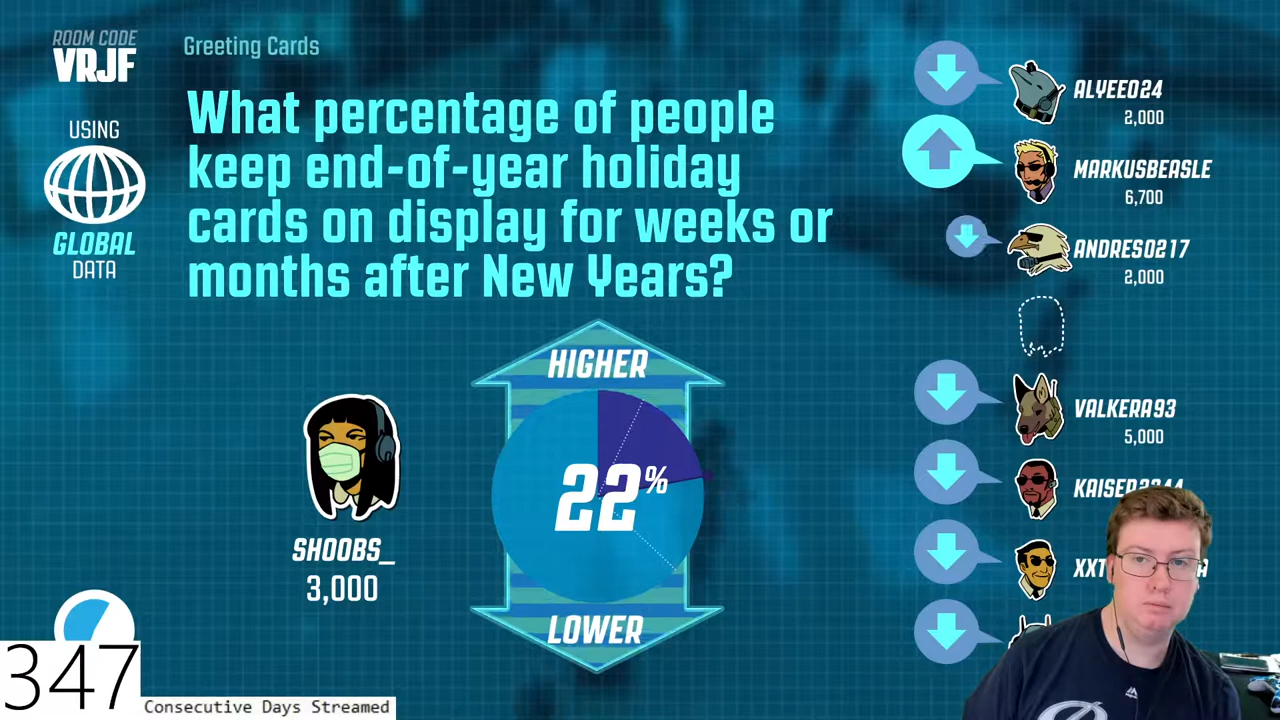 ROOM CODE
VRJF
USING
GLOBAL
DATA
Greeting Cards
What percentage of people
keep end-of-year holiday
cards on display for weeks or
months after New Years?
HIGHER
22%
LOWER
SHOOBS_
3,000
ALYEEO24
2,000
MARKUSBEASLE
6,700
ANDRES0217
2,000
VALKERA93
5,000
347
Consecutive Days Streamed